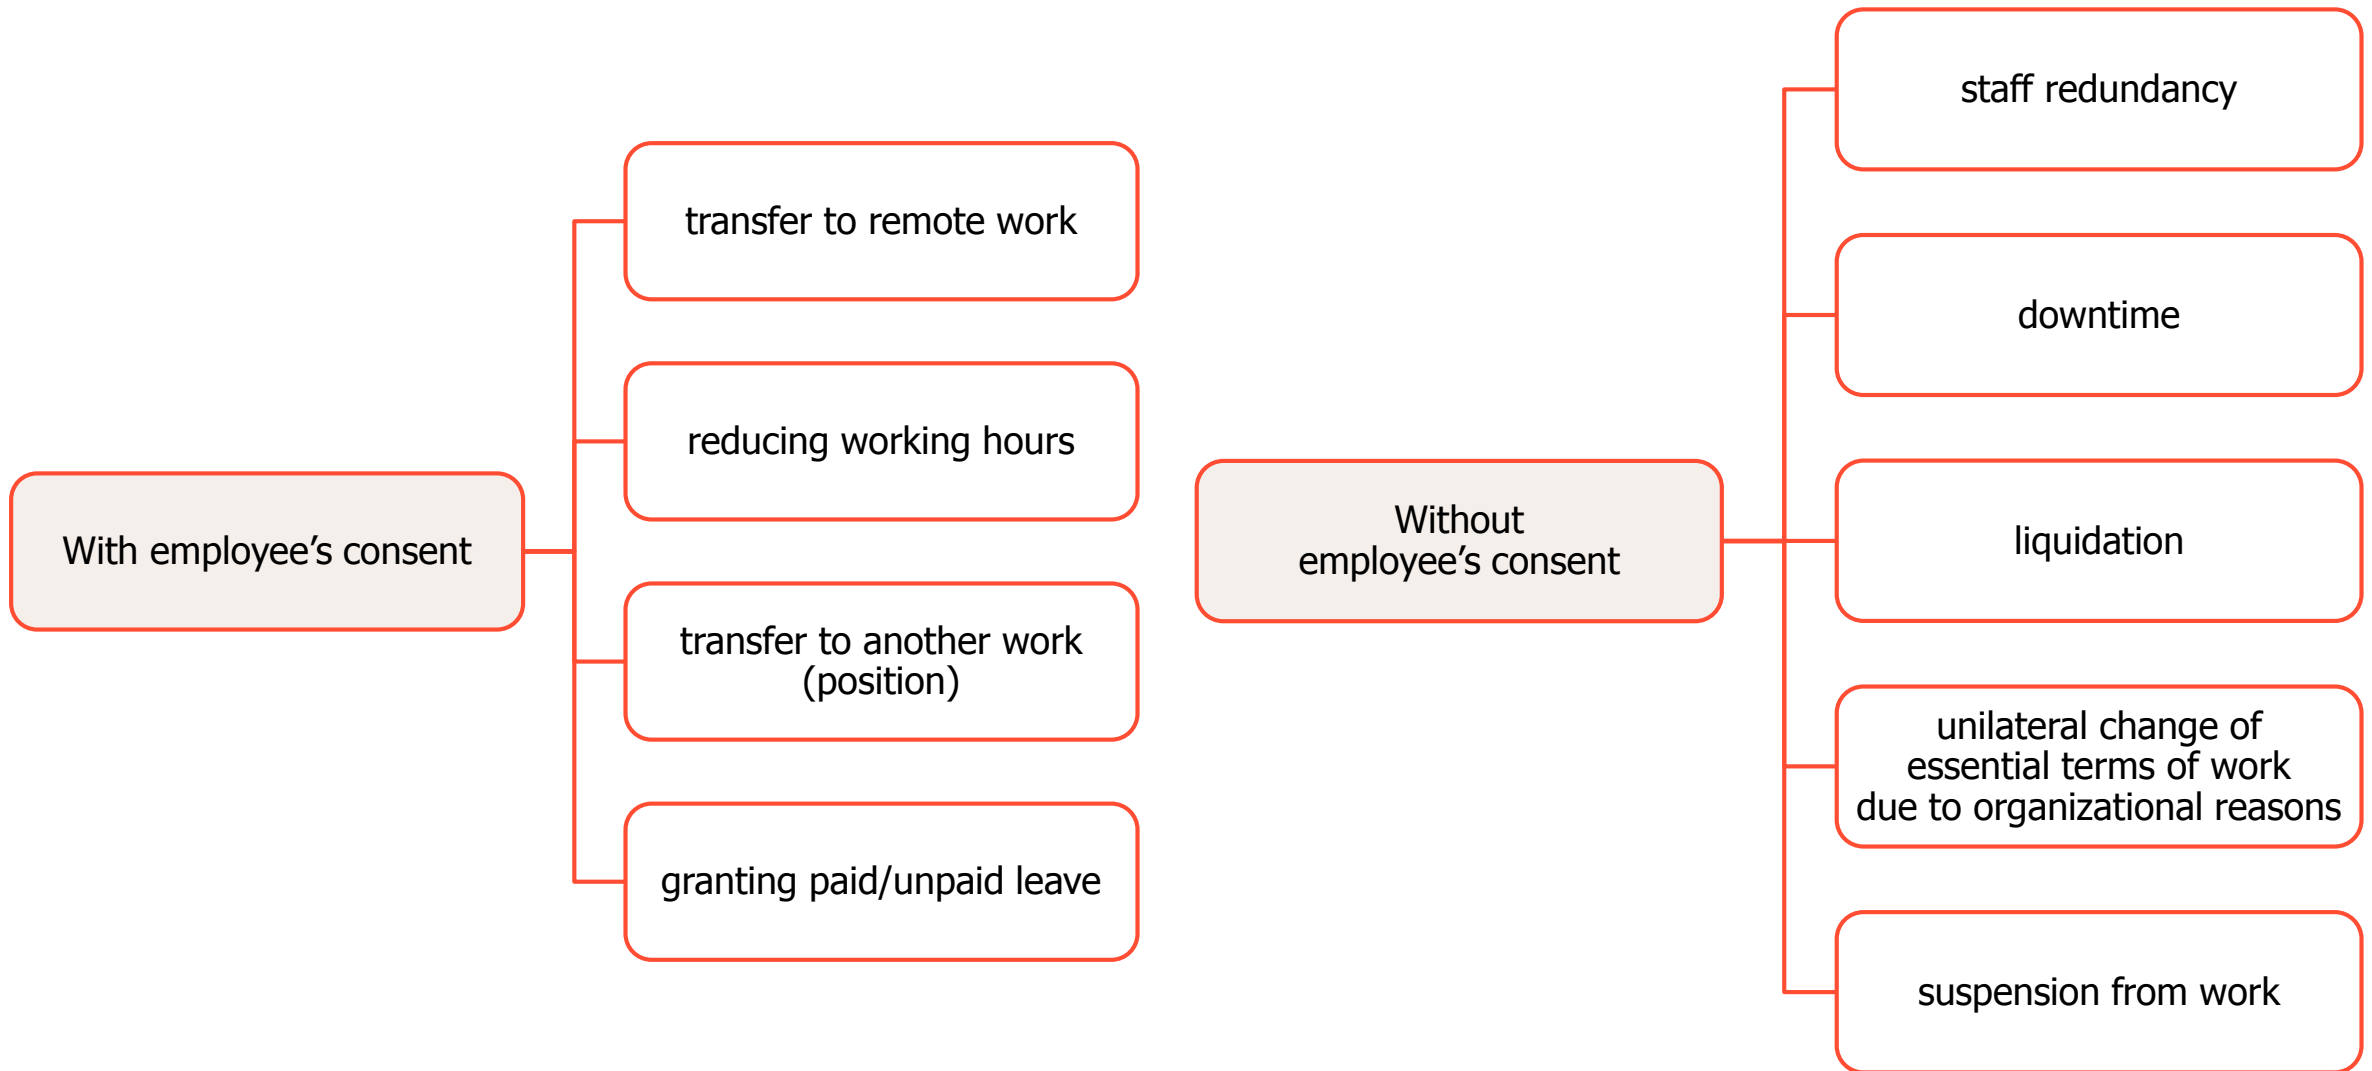 With employee’s consent
transfer to remote work
reducing working hours
transfer to another work
(position)
granting paid/unpaid leave
Without
employee’s consent
staff redundancy
downtime
liquidation
unilateral change of
essential terms of work
due to organizational reasons
suspension from work